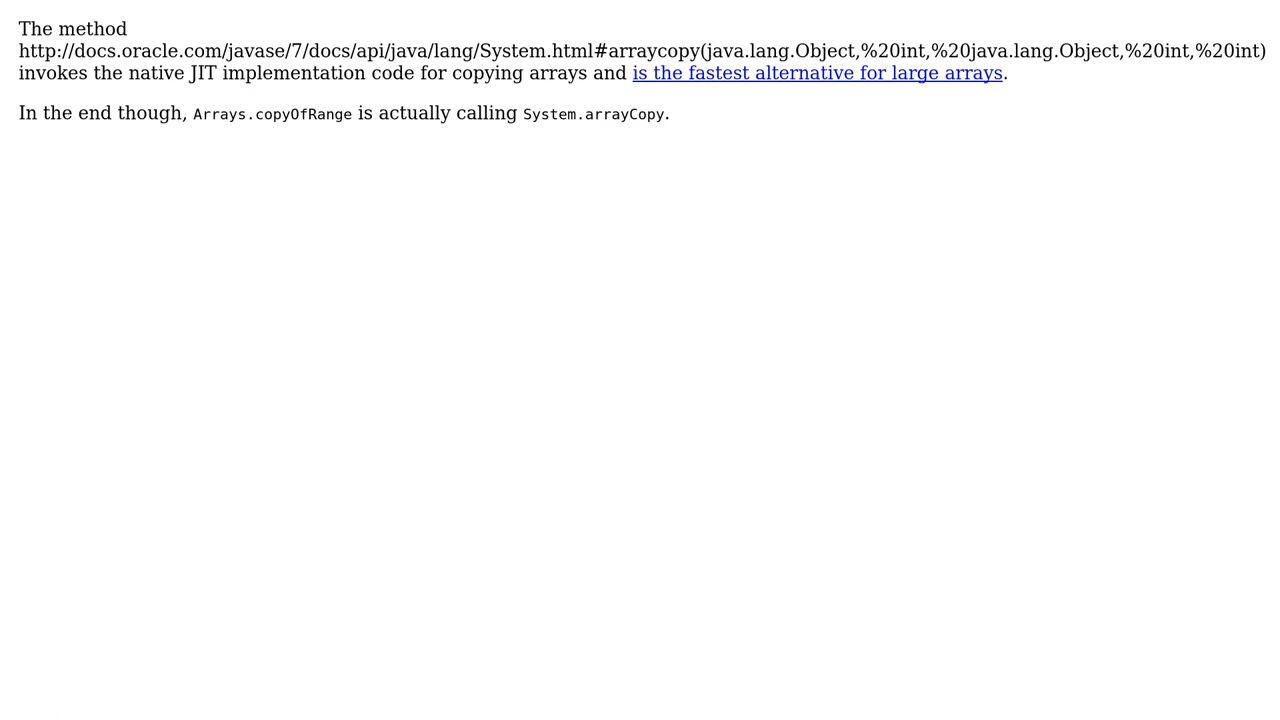 The method
http://docs.oracle.com/javase/7/docs/api/java/lang/System.html#arraycopy(java.lang.Object,%20int,%20java.lang.Object,%20int,%20int)
invokes the native JIT implementation code for copying arrays and is the fastest alternative for large arrays.
In the end though, Arrays.copyOfRange is actually calling System.arrayCopy.